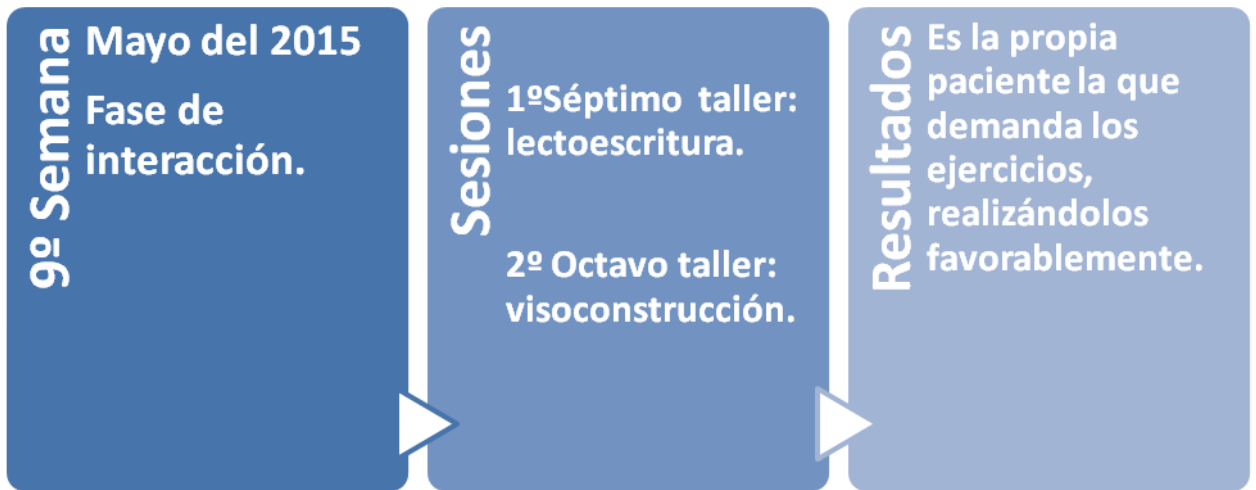 9º Semana
Mayo del 2015
Fase de
interacción.
Sesiones
1ºSéptimo taller:
lectoescritura.
2º Octavo taller:
visoconstrucción.
Resultados
Es la propia
paciente la que
demanda los
ejercicios,
realizándolos
favorablemente.